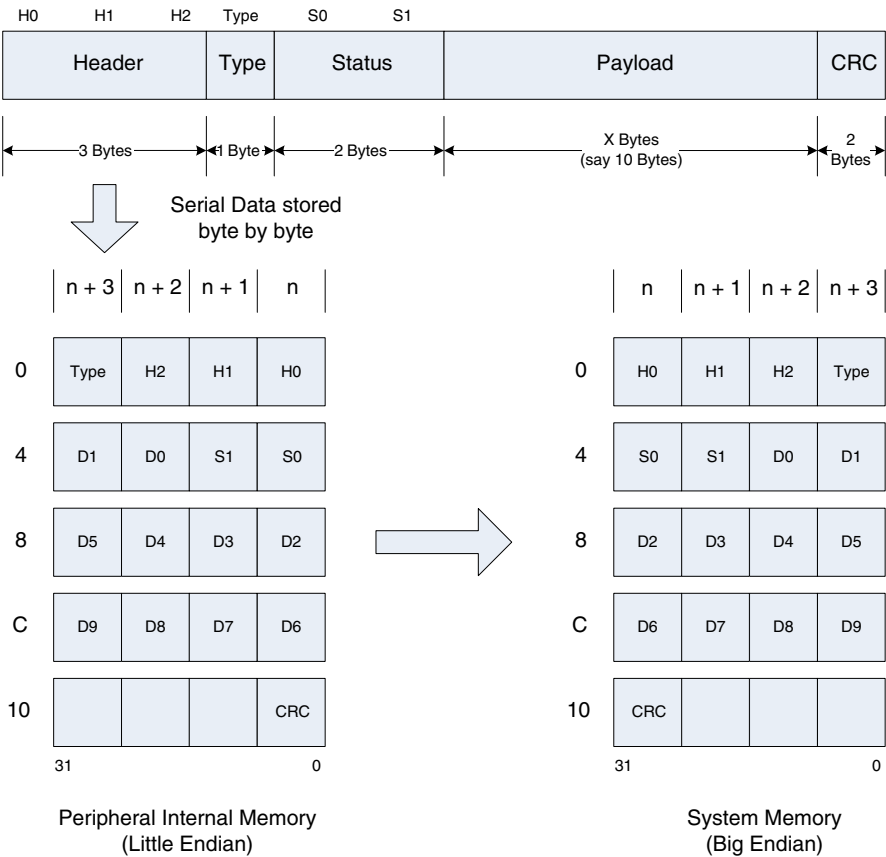 H0 H1 H2 Type S0 S1
Header Type Status Payload CRC
3 Bytes 1 Byte 2 Bytes X Bytes
(say 10 Bytes) 2
Bytes
Serial Data stored
byte by byte
n + 3 n + 2 n + 1 n
0 Type H2 H1 H0
4 D1 D0 S1 S0
8 D5 D4 D3 D2
C D9 D8 D7 D6
10 CRC
31 0
Peripheral Internal Memory
(Little Endian)
n n + 1 n + 2 n + 3
0 H0 H1 H2 Type
4 S0 S1 D0 D1
8 D2 D3 D4 D5
C D6 D7 D8 D9
10 CRC
31 0
System Memory
(Big Endian)